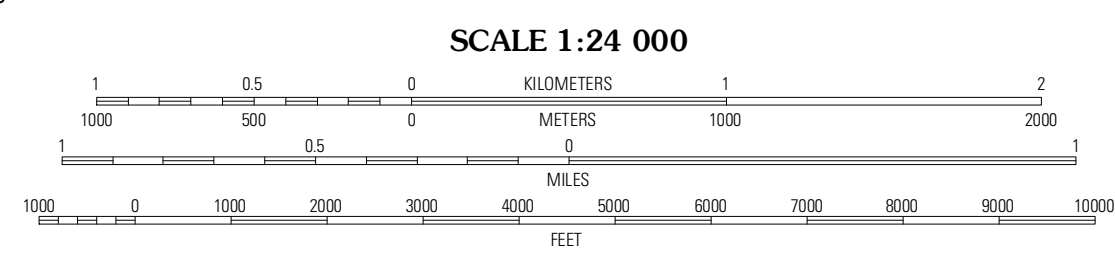 SCALE 1:24 000
1 0.5 0 KILOMETERS 1 2
1000 500 0 METERS 1000 2000
1 0.5 0 1
MILES
1000 0 1000 2000 3000 4000 5000 6000 7000 8000 9000 10000
FEET